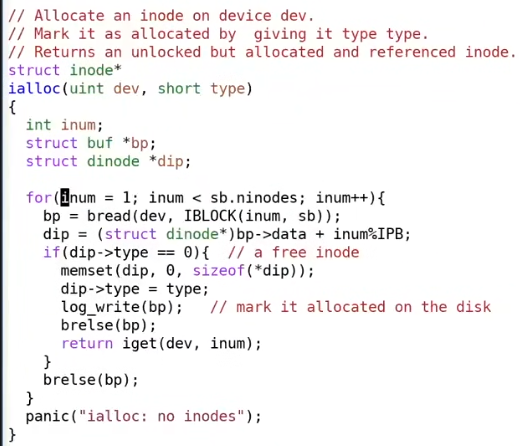 // Allocate an inode on device dev.
// Mark it as allocated by  giving it type type.
// Returns an unlocked but allocated and referenced inode.
struct inode*
ialloc(uint dev, short type)
{
  int inum;
  struct buf *bp;
  struct dinode *dip;

  for(inum = 1; inum < sb.ninodes; inum++){
    bp = bread(dev, IBLOCK(inum, sb));
    dip = (struct dinode*)bp->data + inum%IPB;
    if(dip->type == 0){  // a free inode
      memset(dip, 0, sizeof(*dip));
      dip->type = type;
      log_write(bp);   // mark it allocated on the disk
      brelse(bp);
      return iget(dev, inum);
    }
    brelse(bp);
  }
  panic("ialloc: no inodes");
}